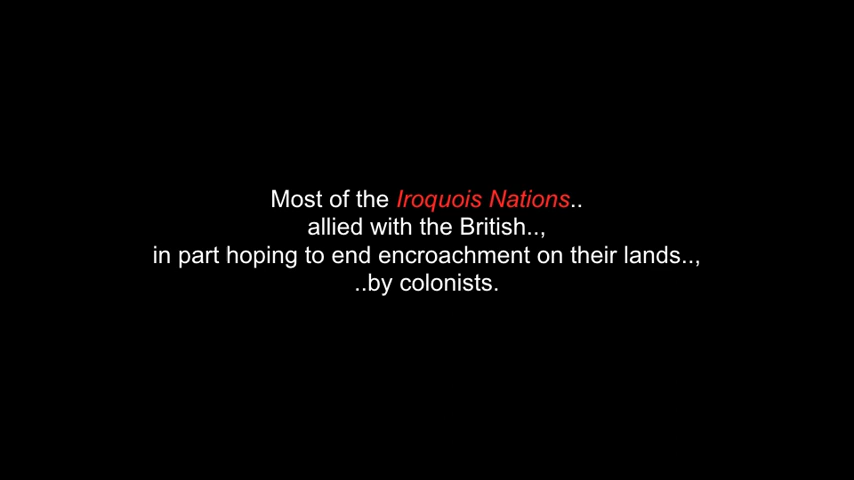 Most of the Iroquois Nations..
allied with the British..,
in part hoping to end encroachment on their lands..,
..by colonists.